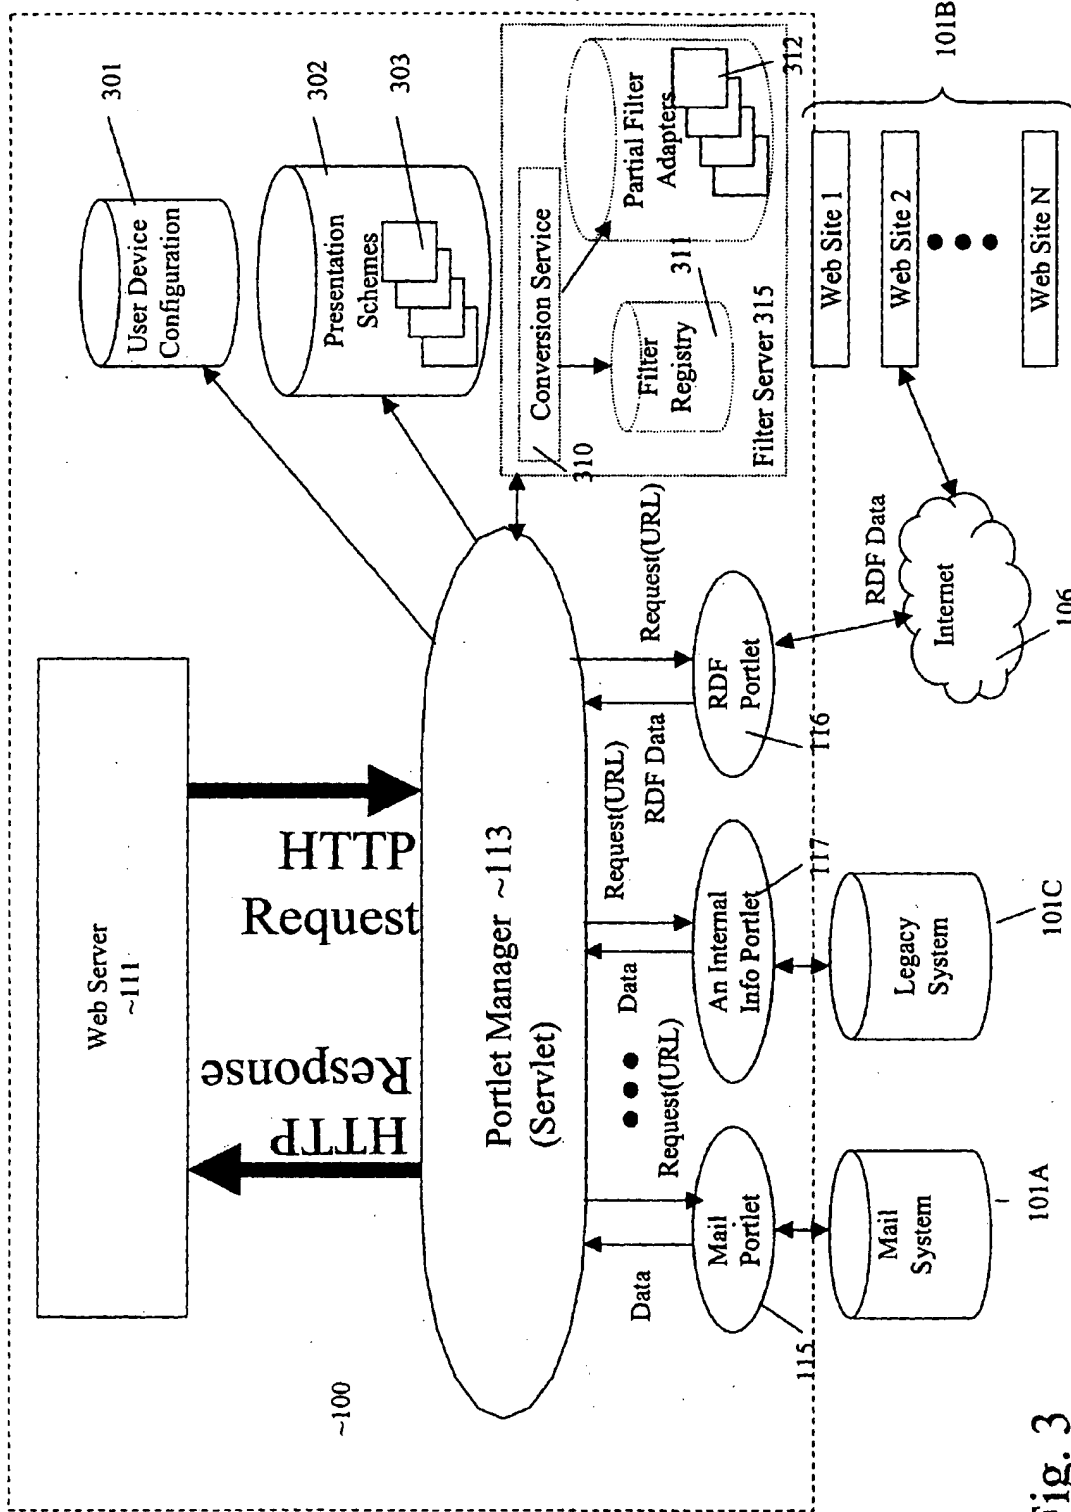 Web Server
~111
~100
HTTP
Response
HTTP
Request
Portlet Manager ~113
(Servlet)
User Device
Configuration
301
Presentation
Schemes
302
303
Conversion Service
310
Filter
Registry
311
Partial Filter
Adapters
312
Filter Server 315
Data
Request(URL)
Data
Request(URL)
RDF Data
Request(URL)
Mail
Portlet
115
An Internal
Info Portlet
117
RDF
Portlet
116
Mail
System
101A
Legacy
System
101C
RDF Data
Internet
106
Web Site 1
Web Site 2
Web Site N
101B
Fig. 3